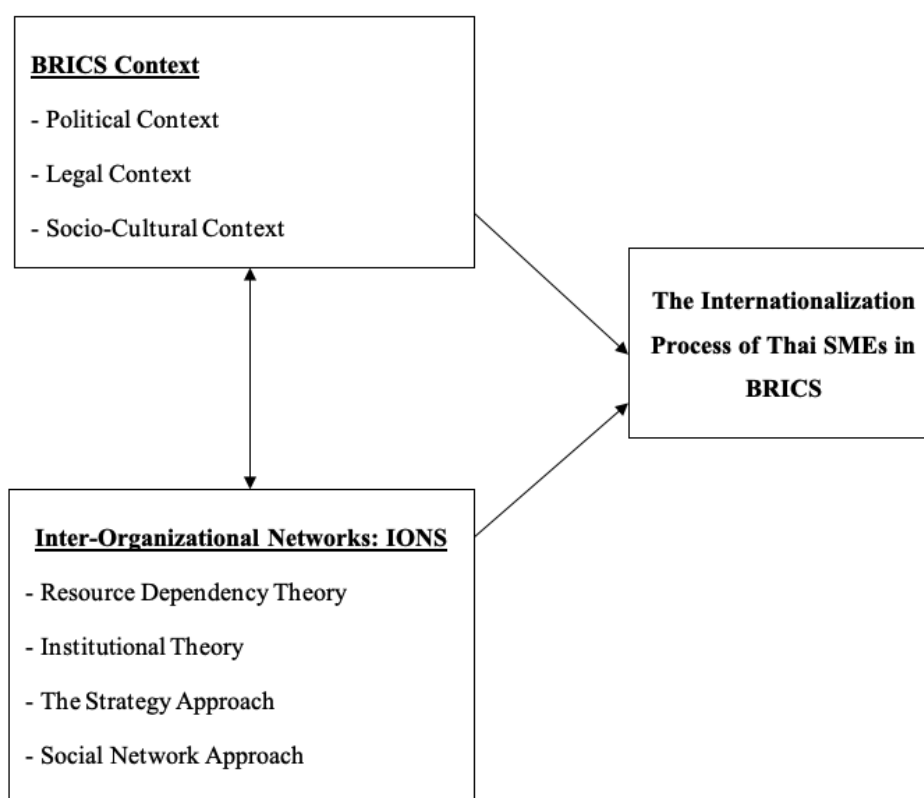 BRICS Context
- Political Context
- Legal Context
- Socio-Cultural Context
The Internationalization
Process of Thai SMEs in
BRICS
Inter-Organizational Networks: IONS
- Resource Dependency Theory
- Institutional Theory
- The Strategy Approach
- Social Network Approach